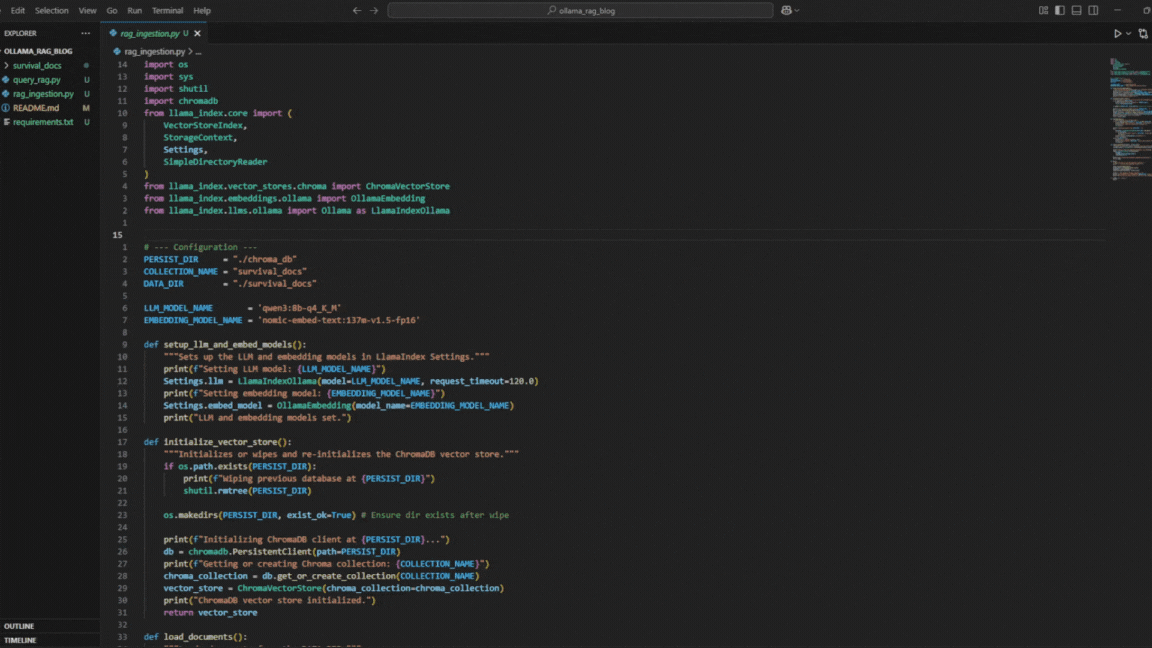 Edit Selection View Go Run Terminal Help
ollama_rag_blog
EXPLORER
OLLAMA_RAG_BLOG
survival_docs
query_rag.py U
rag_ingestion.py U
README.md M
requirements.txt U
OUTLINE
TIMELINE
rag_ingestion.py U
rag_ingestion.py > ...
14 import os
13 import sys
12 import shutil
11 import chromadb
10 from llama_index.core import (
9 VectorStoreIndex,
8 StorageContext,
7 Settings,
6 SimpleDirectoryReader
5 )
4 from llama_index.vector_stores.chroma import ChromaVectorStore
3 from llama_index.embeddings.ollama import OllamaEmbedding
2 from llama_index.llms.ollama import Ollama as LlamaIndexOllama
1
15
1 # --- Configuration ---
2 PERSIST_DIR = "./chroma_db"
3 COLLECTION_NAME = "survival_docs"
4 DATA_DIR = "./survival_docs"
5
6 LLM_MODEL_NAME = 'qwen3:8b-q4_K_M'
7 EMBEDDING_MODEL_NAME = 'nomic-embed-text:137m-v1.5-fp16'
8
9 def setup_llm_and_embed_models():
10 """Sets up the LLM and embedding models in LlamaIndex Settings."""
11 print(f"Setting LLM model: {LLM_MODEL_NAME}")
12 Settings.llm = LlamaIndexOllama(model=LLM_MODEL_NAME, request_timeout=120.0)
13 print(f"Setting embedding model: {EMBEDDING_MODEL_NAME}")
14 Settings.embed_model = OllamaEmbedding(model_name=EMBEDDING_MODEL_NAME)
15 print("LLM and embedding models set.")
16
17 def initialize_vector_store():
18 """Initializes or wipes and re-initializes the ChromaDB vector store."""
19 if os.path.exists(PERSIST_DIR):
20 print(f"Wiping previous database at {PERSIST_DIR}")
21 shutil.rmtree(PERSIST_DIR)
22
23 os.makedirs(PERSIST_DIR, exist_ok=True) # Ensure dir exists after wipe
24
25 print(f"Initializing ChromaDB client at {PERSIST_DIR}...")
26 db = chromadb.PersistentClient(path=PERSIST_DIR)
27 print(f"Getting or creating Chroma collection: {COLLECTION_NAME}")
28 chroma_collection = db.get_or_create_collection(COLLECTION_NAME)
29 vector_store = ChromaVectorStore(chroma_collection=chroma_collection)
30 print("ChromaDB vector store initialized.")
31 return vector_store
32
33 def load_documents():